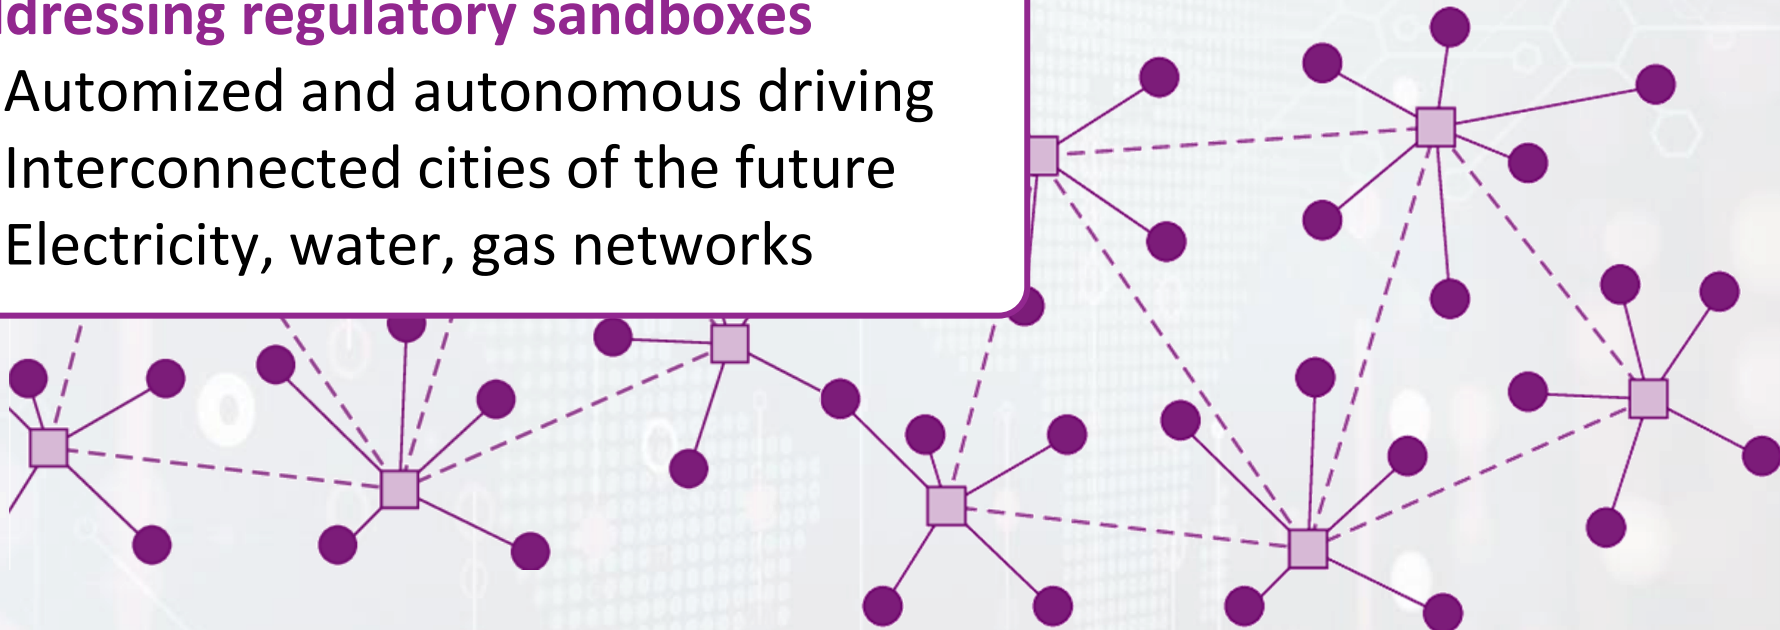 dressing regulatory sandboxes
Automized and autonomous driving
Interconnected cities of the future
Electricity, water, gas networks